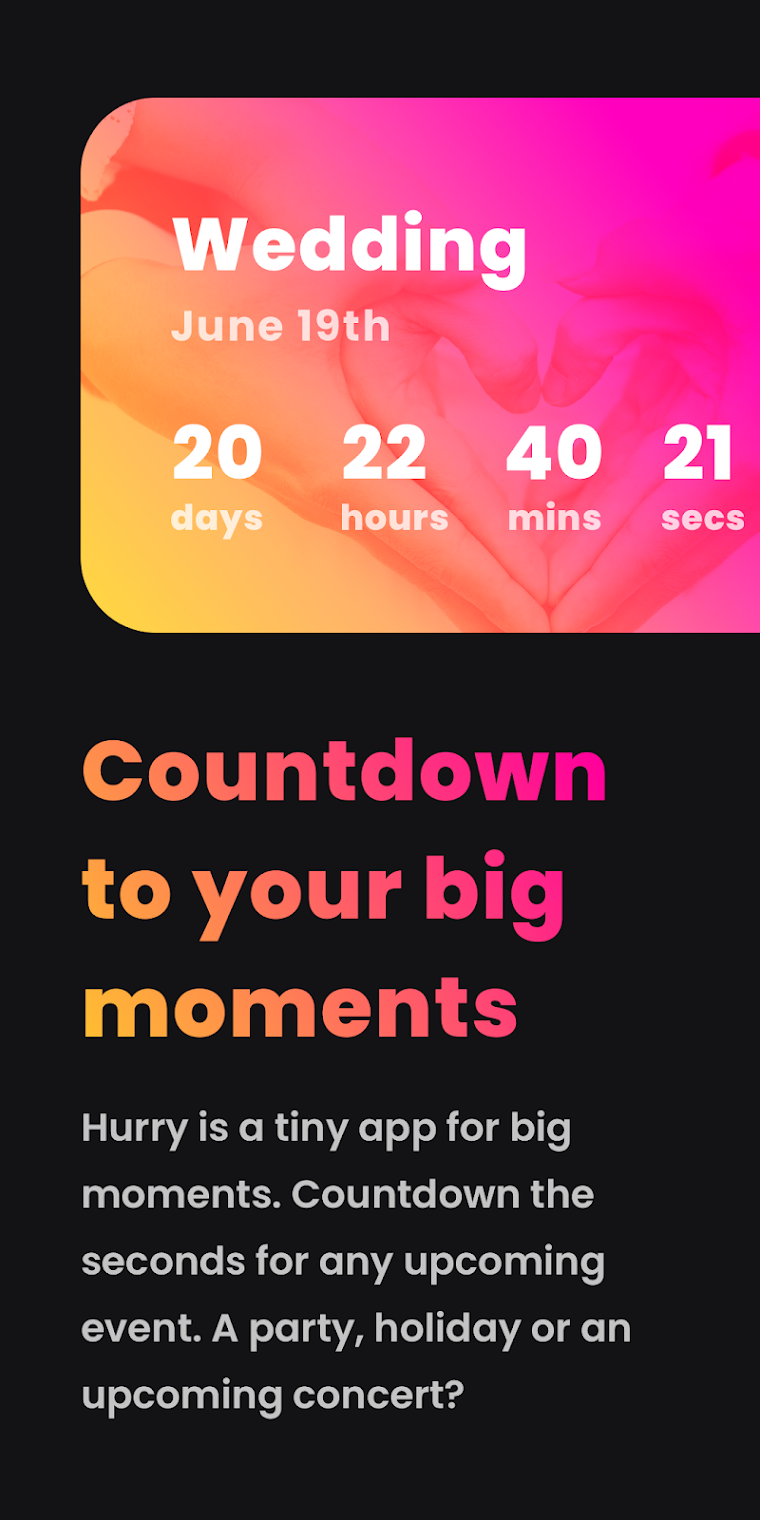 Wedding
June 19th
20 22 40 21
days hours mins secs
Countdown
to your big
moments
Hurry is a tiny app for big
moments. Countdown the
seconds for any upcoming
event. A party, holiday or an
upcoming concert?